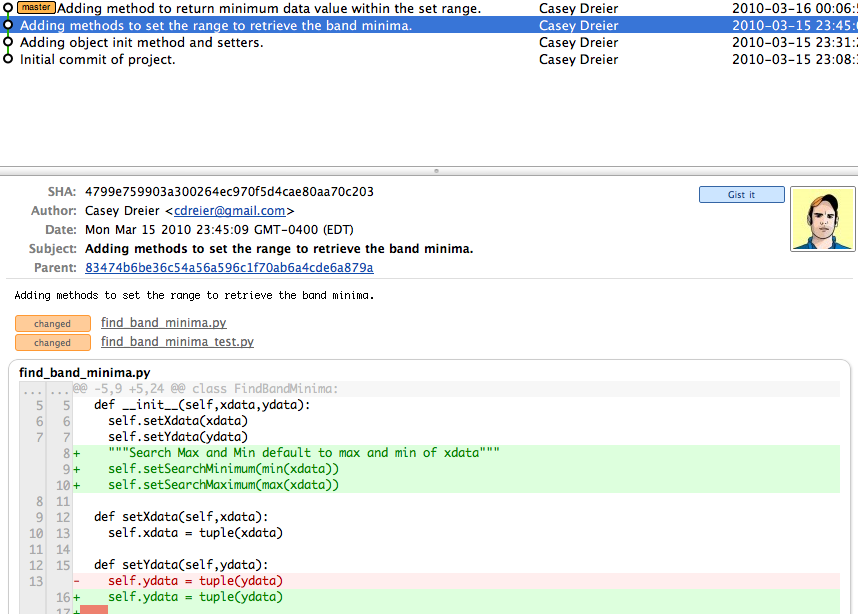 master Adding method to return minimum data value within the set range. Casey Dreier 2010-03-16 00:06:
Adding methods to set the range to retrieve the band minima. Casey Dreier 2010-03-15 23:45:
Adding object init method and setters. Casey Dreier 2010-03-15 23:31:
Initial commit of project. Casey Dreier 2010-03-15 23:08:
SHA: 4799e759903a300264ec970f5d4cae80aa70c203
Gist it
Author: Casey Dreier <cdreier@gmail.com>
Date: Mon Mar 15 2010 23:45:09 GMT-0400 (EDT)
Subject: Adding methods to set the range to retrieve the band minima.
Parent: 83474b6be36c54a56a596c1f70ab6a4cde6a879a
Adding methods to set the range to retrieve the band minima.
changed find_band_minima.py
changed find_band_minima_test.py
find_band_minima.py
... ... @@ -5,9 +5,24 @@ class FindBandMinima:
5 5 def __init__(self,xdata,ydata):
6 6 self.setXdata(xdata)
7 7 self.setYdata(ydata)
8 + """Search Max and Min default to max and min of xdata"""
9 + self.setSearchMinimum(min(xdata))
10 + self.setSearchMaximum(max(xdata))
8 11
9 12 def setXdata(self,xdata):
10 13 self.xdata = tuple(xdata)
11 14
12 15 def setYdata(self,ydata):
13 - self.ydata = tuple(ydata)
16 + self.ydata = tuple(ydata)
17 +